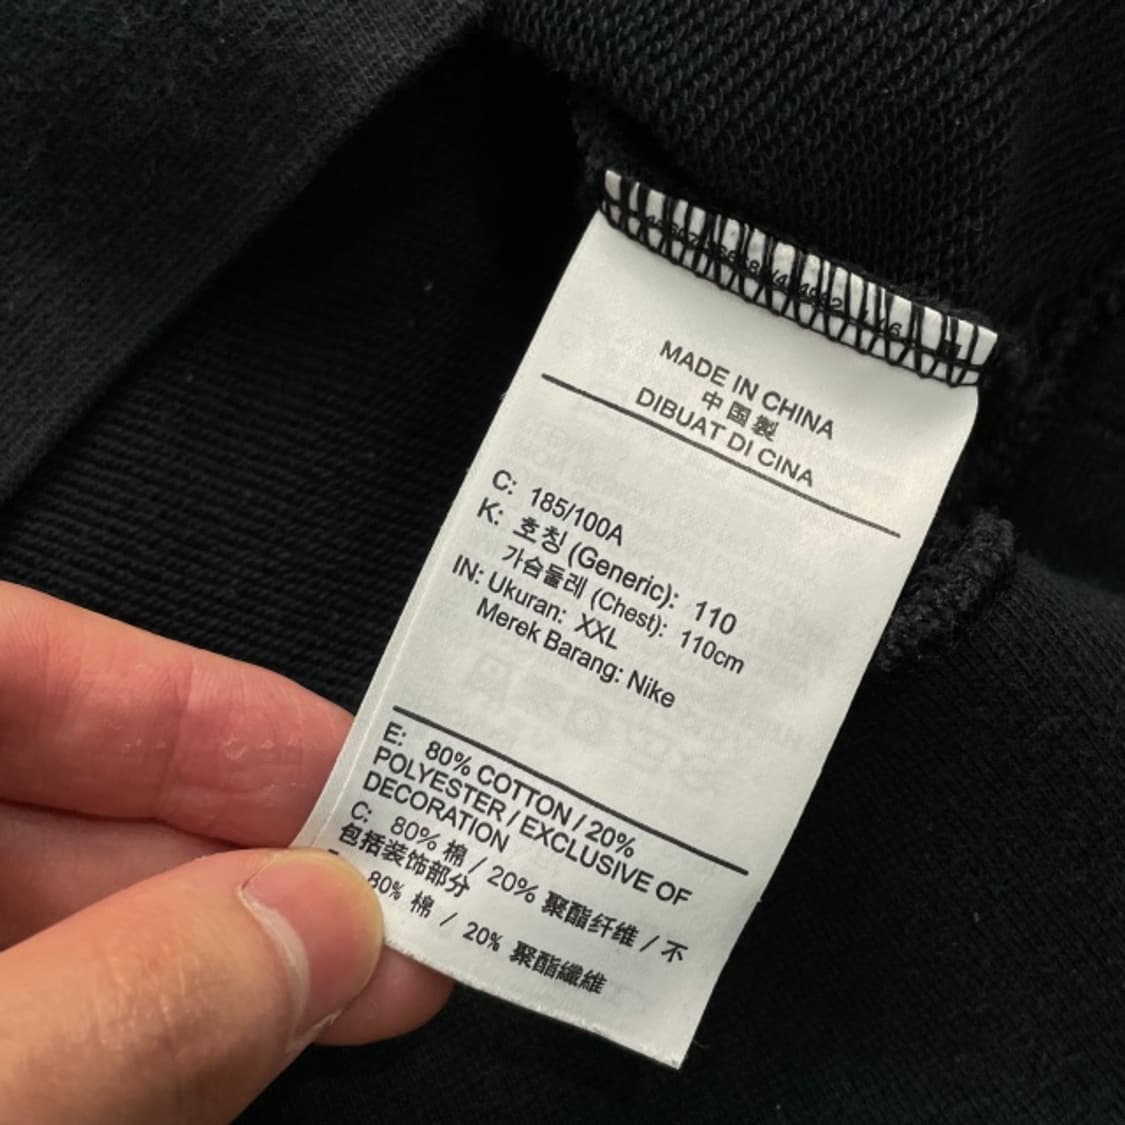 MADE IN CHINA
中国製
DIBUAT DI CINA
C: 185/100A
K: 호칭 (Generic): 110
가슴둘레 (Chest): 110cm
IN: Ukuran: XXL
Merek Barang: Nike
E: 80% COTTON / 20%
POLYESTER / EXCLUSIVE OF
DECORATION
C: 80% 棉 / 20% 聚酯纤维 / 不
包括装饰部分
80% 棉 / 20% 聚酯纖維